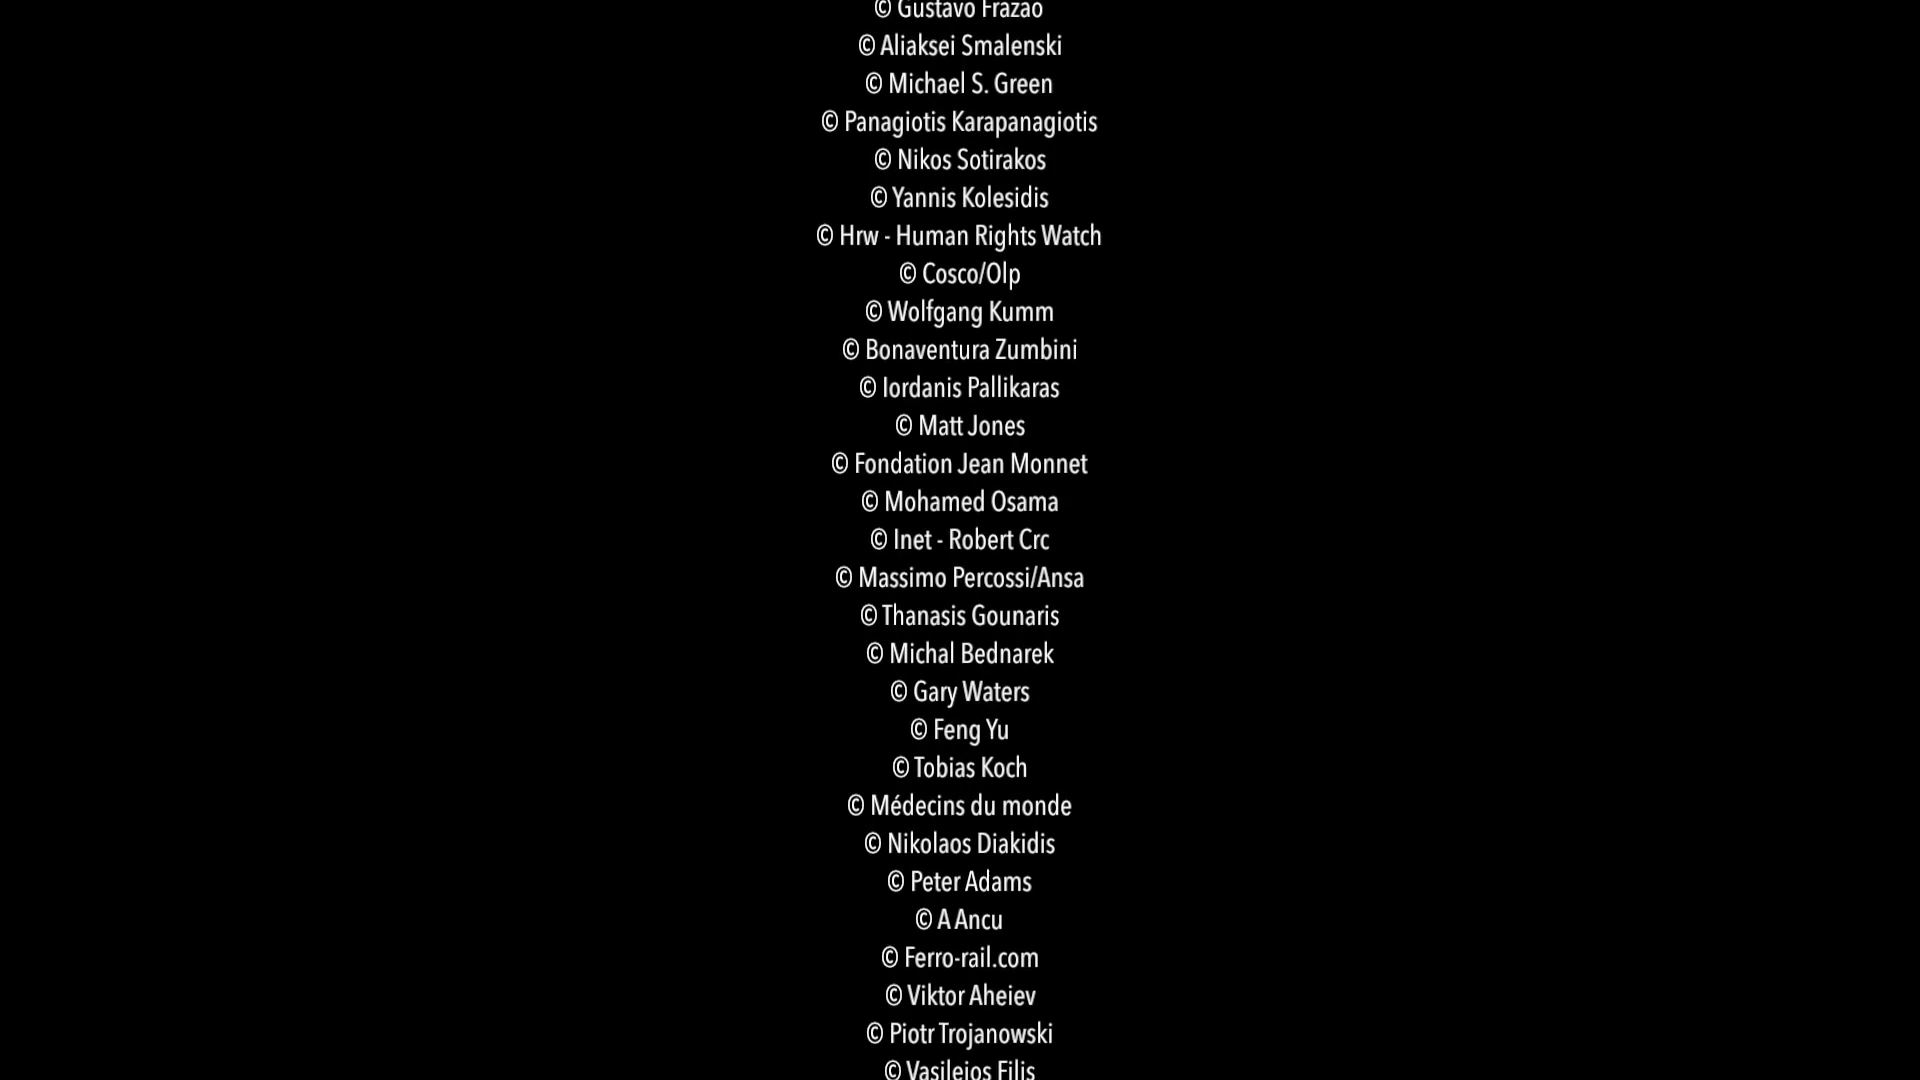 © Gustavo Frazao
© Aliaksei Smalenski
© Michael S. Green
© Panagiotis Karapanagiotis
© Nikos Sotirakos
© Yannis Kolesidis
© Hrw - Human Rights Watch
© Cosco/Olp
© Wolfgang Kumm
© Bonaventura Zumbini
© Iordanis Pallikaras
© Matt Jones
© Fondation Jean Monnet
© Mohamed Osama
© Inet - Robert Crc
© Massimo Percossi/Ansa
© Thanasis Gounaris
© Michal Bednarek
© Gary Waters
© Feng Yu
© Tobias Koch
© Médecins du monde
© Nikolaos Diakidis
© Peter Adams
© A Ancu
© Ferro-rail.com
© Viktor Aheiev
© Piotr Trojanowski
© Vasileios Filis